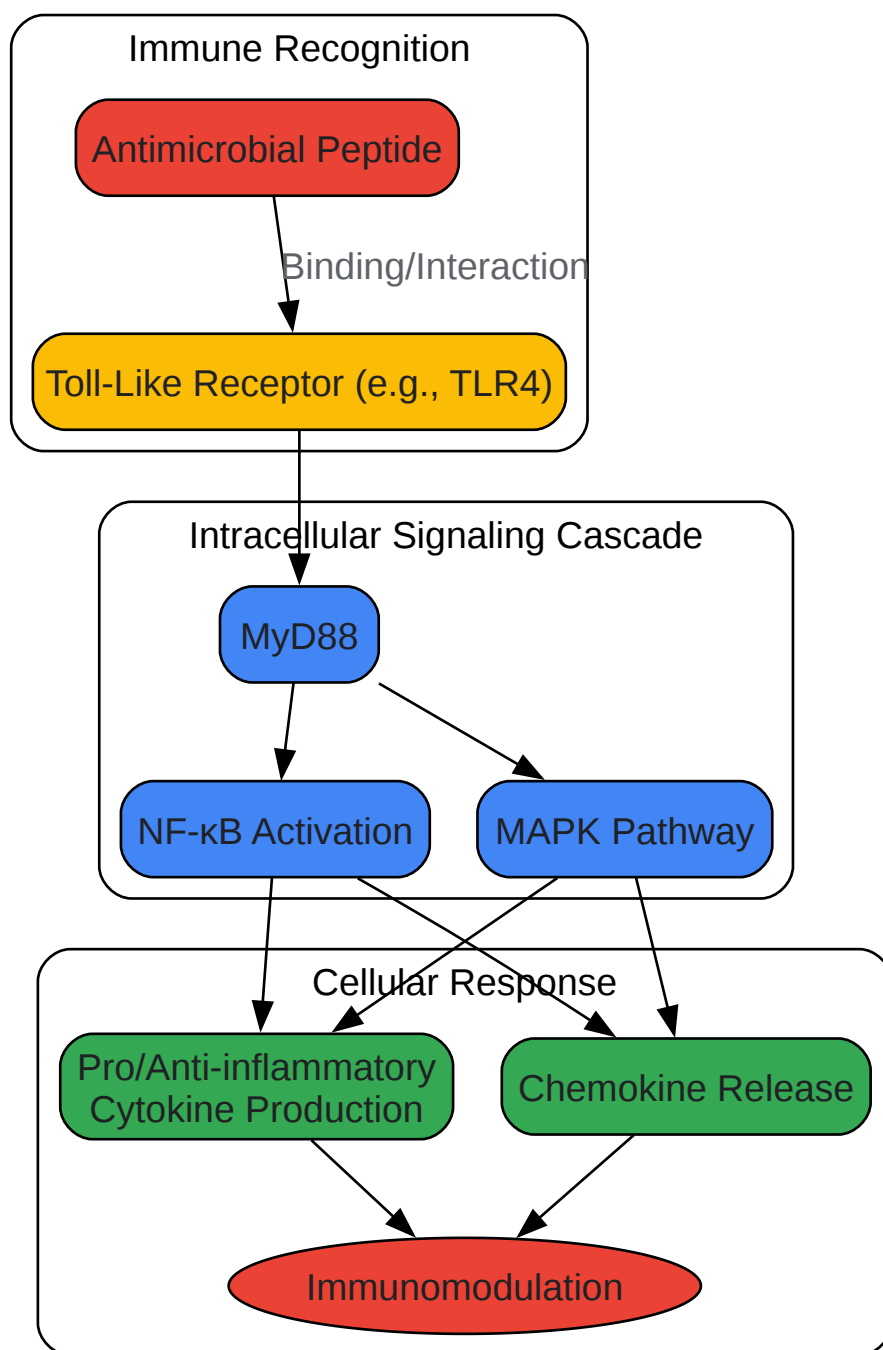 Immune Recognition
Antimicrobial Peptide
Binding/Interaction
Toll-Like Receptor (e.g., TLR4)
Intracellular Signaling Cascade
MyD88
NF-κB Activation
MAPK Pathway
Cellular Response
Pro/Anti-inflammatory
Cytokine Production
Chemokine Release
Immunomodulation